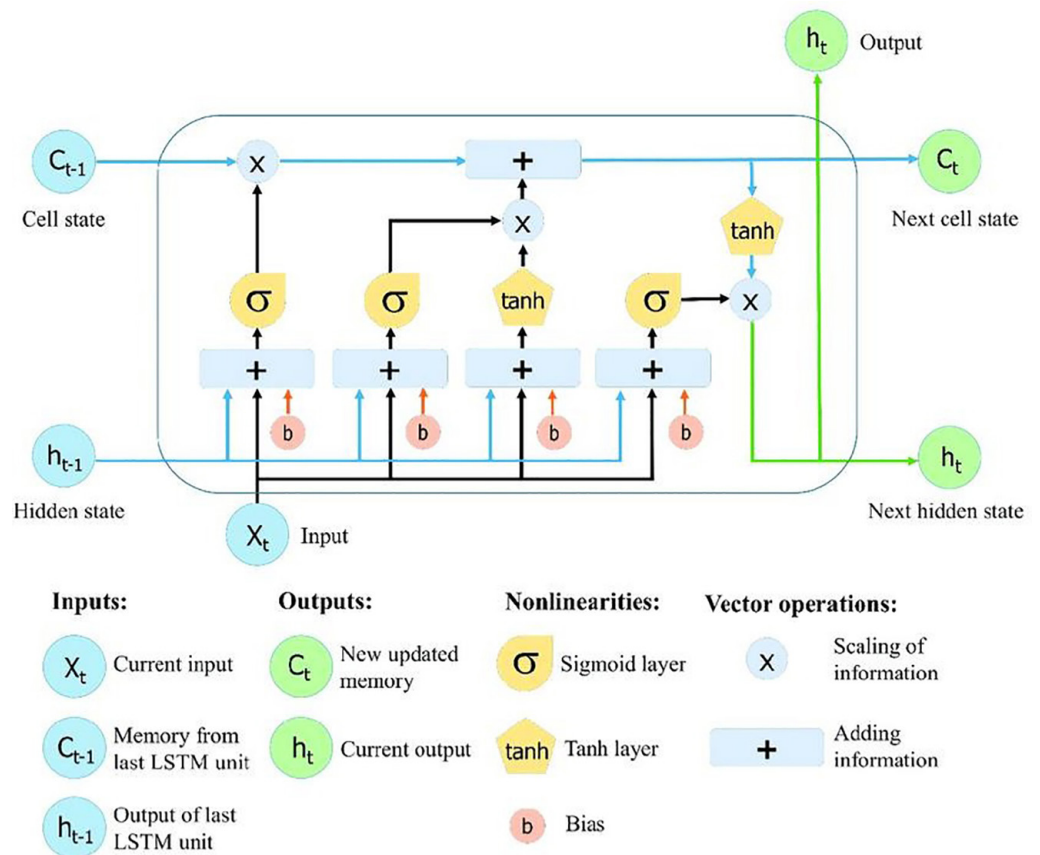 ht Output
Ct-1 x + Ct
Cell state Next cell state
x tanh
σ σ tanh σ x
+ + + +
b b b b
ht-1 ht
Hidden state Next hidden state
Xt Input
Inputs: Outputs: Nonlinearities: Vector operations:
Xt Current input
Ct New updated
memory
σ Sigmoid layer
x Scaling of
information
Ct-1 Memory from
last LSTM unit
ht Current output
tanh Tanh layer
+ Adding
information
ht-1 Output of last
LSTM unit
b Bias